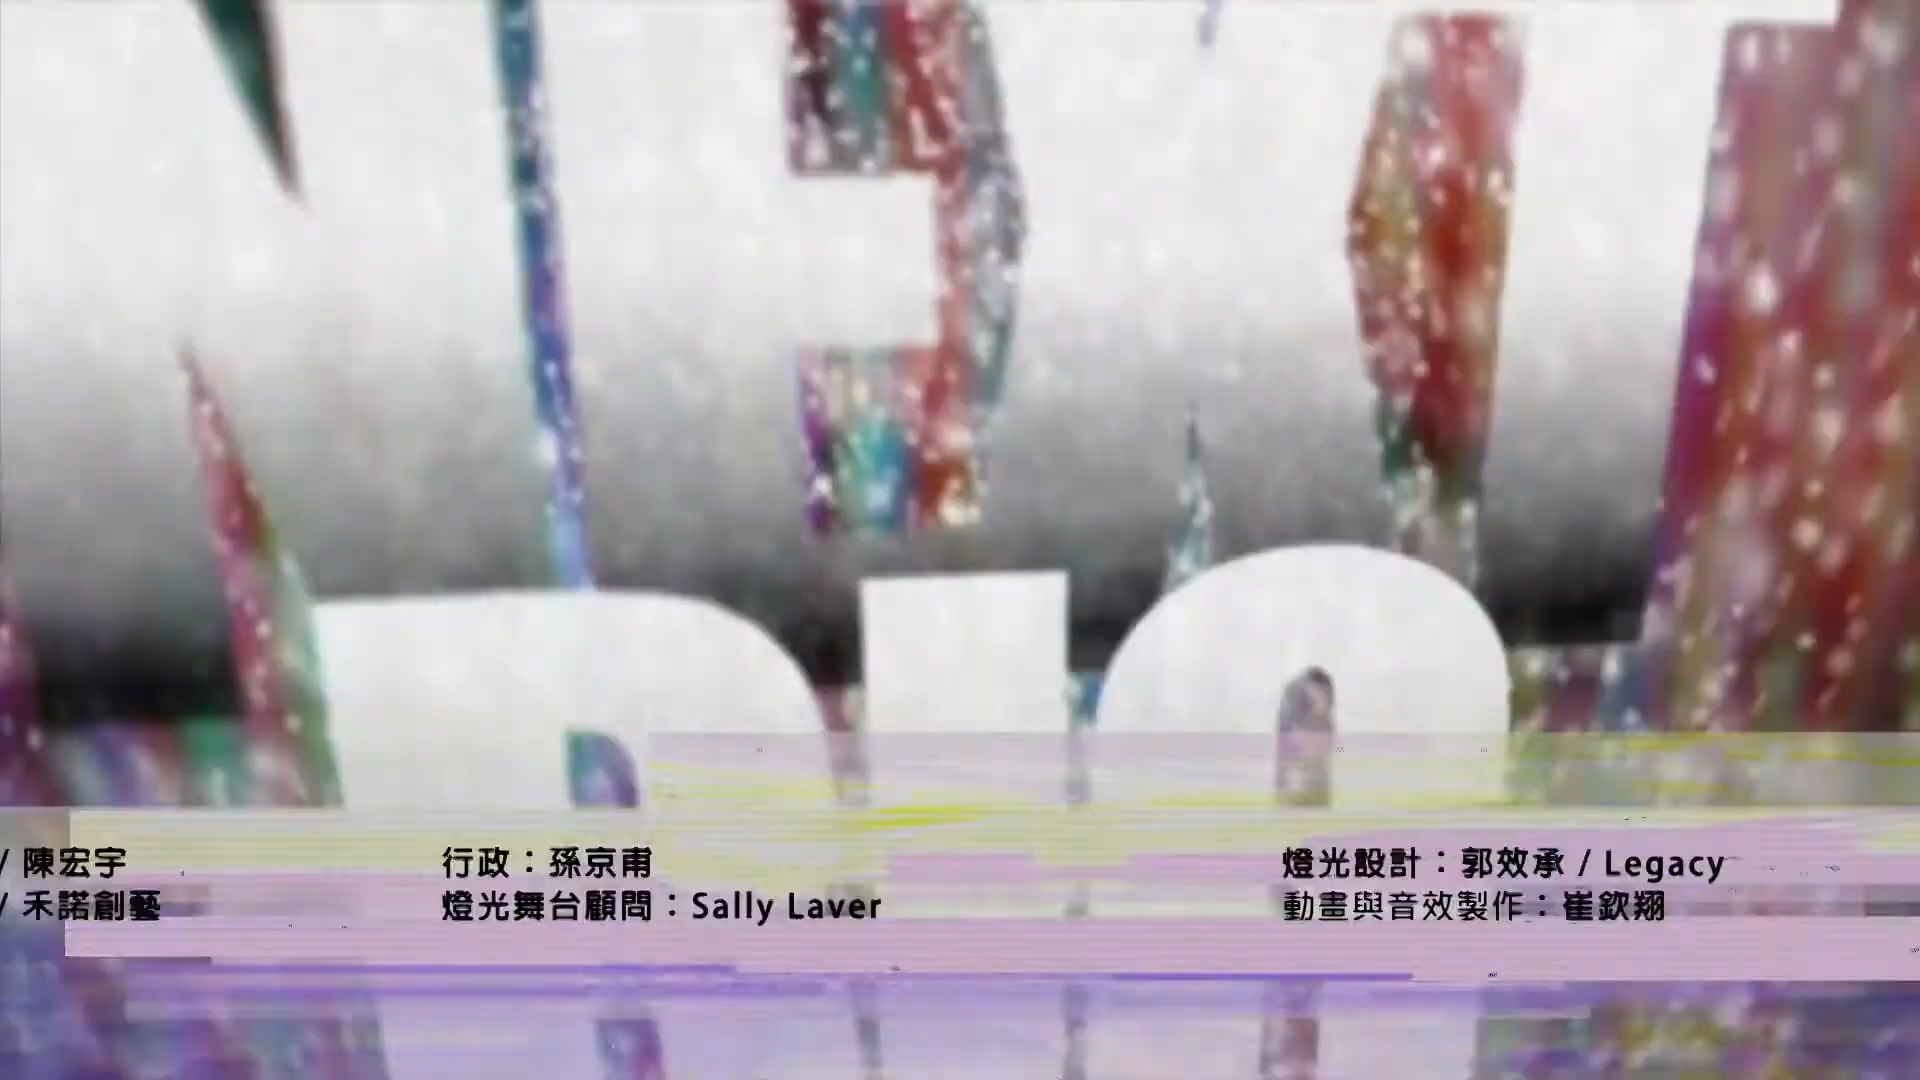 / 陳宏宇 行政：孫京甫 燈光設計：郭效承 / Legacy
/ 禾諾創藝 燈光舞台顧問：Sally Laver 動畫與音效製作：崔欽翔